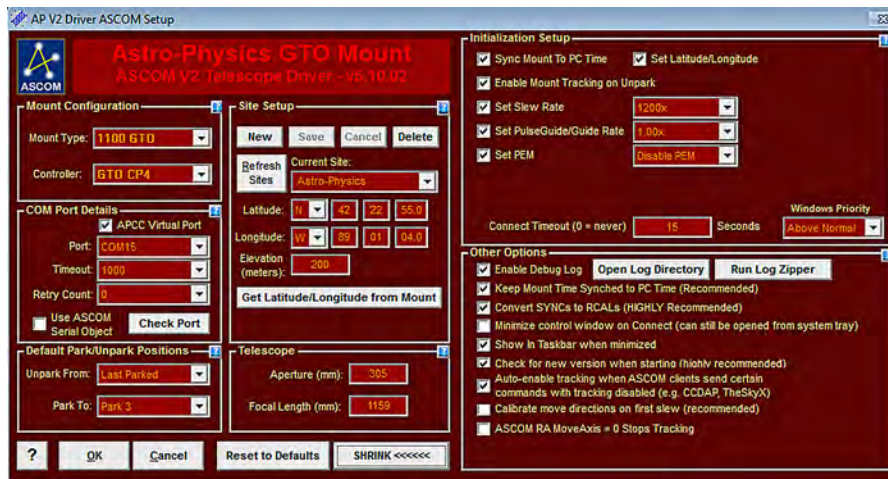 AP V2 Driver ASCOM Setup
ASCOM
Astro-Physics GTO Mount
ASCOM V2 Telescope Driver - v5.10.02
Mount Configuration
?
Mount Type: 1100 GTO
Controller: GTO CP4
COM Port Details
?
APCC Virtual Port
Port: COM15
Timeout: 1000
Retry Count: 0
Use ASCOM
Serial Object
Check Port
Default Park/Unpark Positions
?
Unpark From: Last Parked
Park To: Park 3
Site Setup
?
New Save Cancel Delete
Refresh
Sites
Current Site:
Astro-Physics
Latitude: N 42 22 55.0
Longitude: W 89 01 04.0
Elevation
(meters): 200
Get Latitude/Longitude from Mount
Telescope
?
Aperture (mm): 305
Focal Length (mm): 1159
? OK Cancel Reset to Defaults SHRINK <<<<<<
Initialization Setup
Sync Mount To PC Time Set Latitude/Longitude
Enable Mount Tracking on Unpark
Set Slew Rate 1200x
Set PulseGuide/Guide Rate 1.00x
Set PEM Disable PEM
Windows Priority
Connect Timeout (0 = never) 15 Seconds Above Normal
Other Options
Enable Debug Log Open Log Directory Run Log Zipper
Keep Mount Time Synched to PC Time (Recommended)
Convert SYNCs to RCALs (HIGHLY Recommended)
Minimize control window on Connect (can still be opened from system tray)
Show In Taskbar when minimized
Check for new version when starting (highly recommended)
Auto-enable tracking when ASCOM clients send certain
commands with tracking disabled (e.g. CCDAP, TheSkyX)
Calibrate move directions on first slew (recommended)
ASCOM RA MoveAxis = 0 Stops Tracking